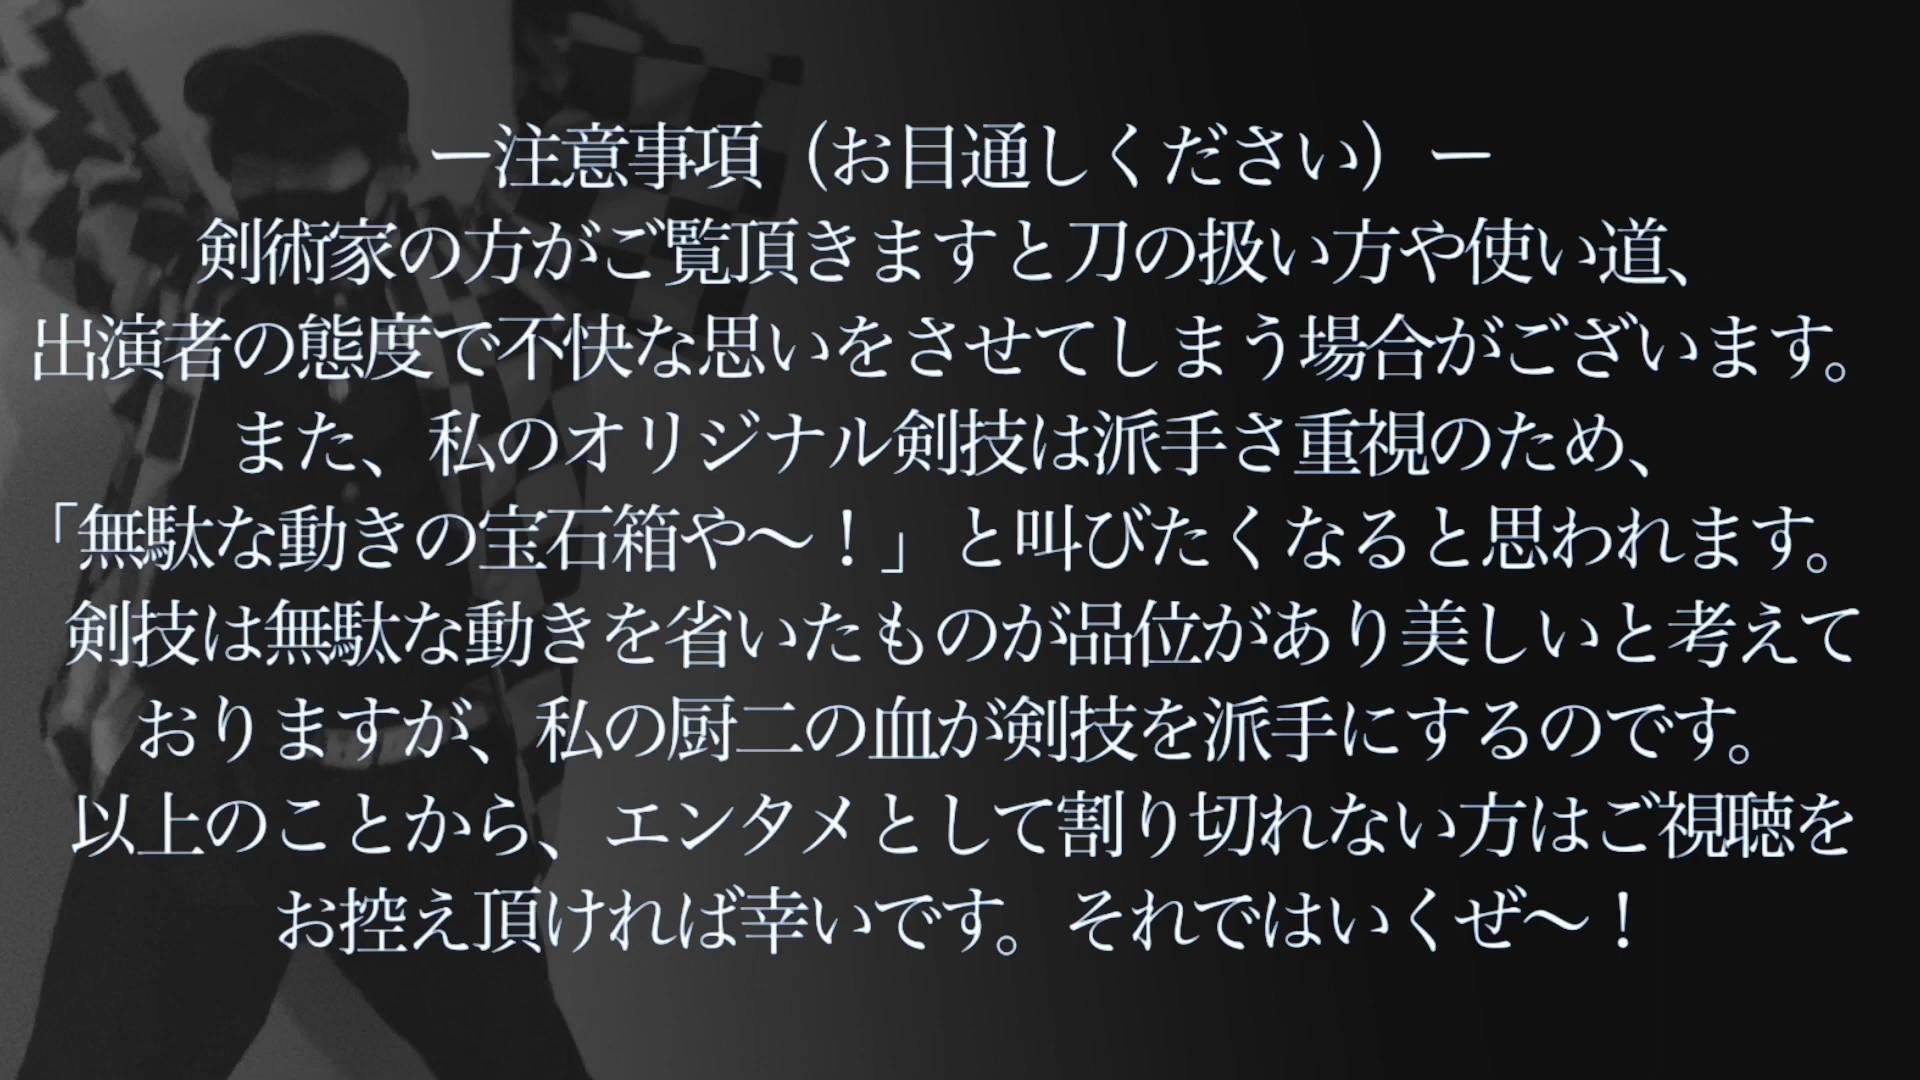 ー注意事項（お目通しください）ー
剣術家の方がご覧頂きますと刀の扱い方や使い道、
出演者の態度で不快な思いをさせてしまう場合がございます。
また、私のオリジナル剣技は派手さ重視のため、
「無駄な動きの宝石箱や〜！」と叫びたくなると思われます。
剣技は無駄な動きを省いたものが品位があり美しいと考えて
おりますが、私の厨二の血が剣技を派手にするのです。
以上のことから、エンタメとして割り切れない方はご視聴を
お控え頂ければ幸いです。それではいくぜ〜！